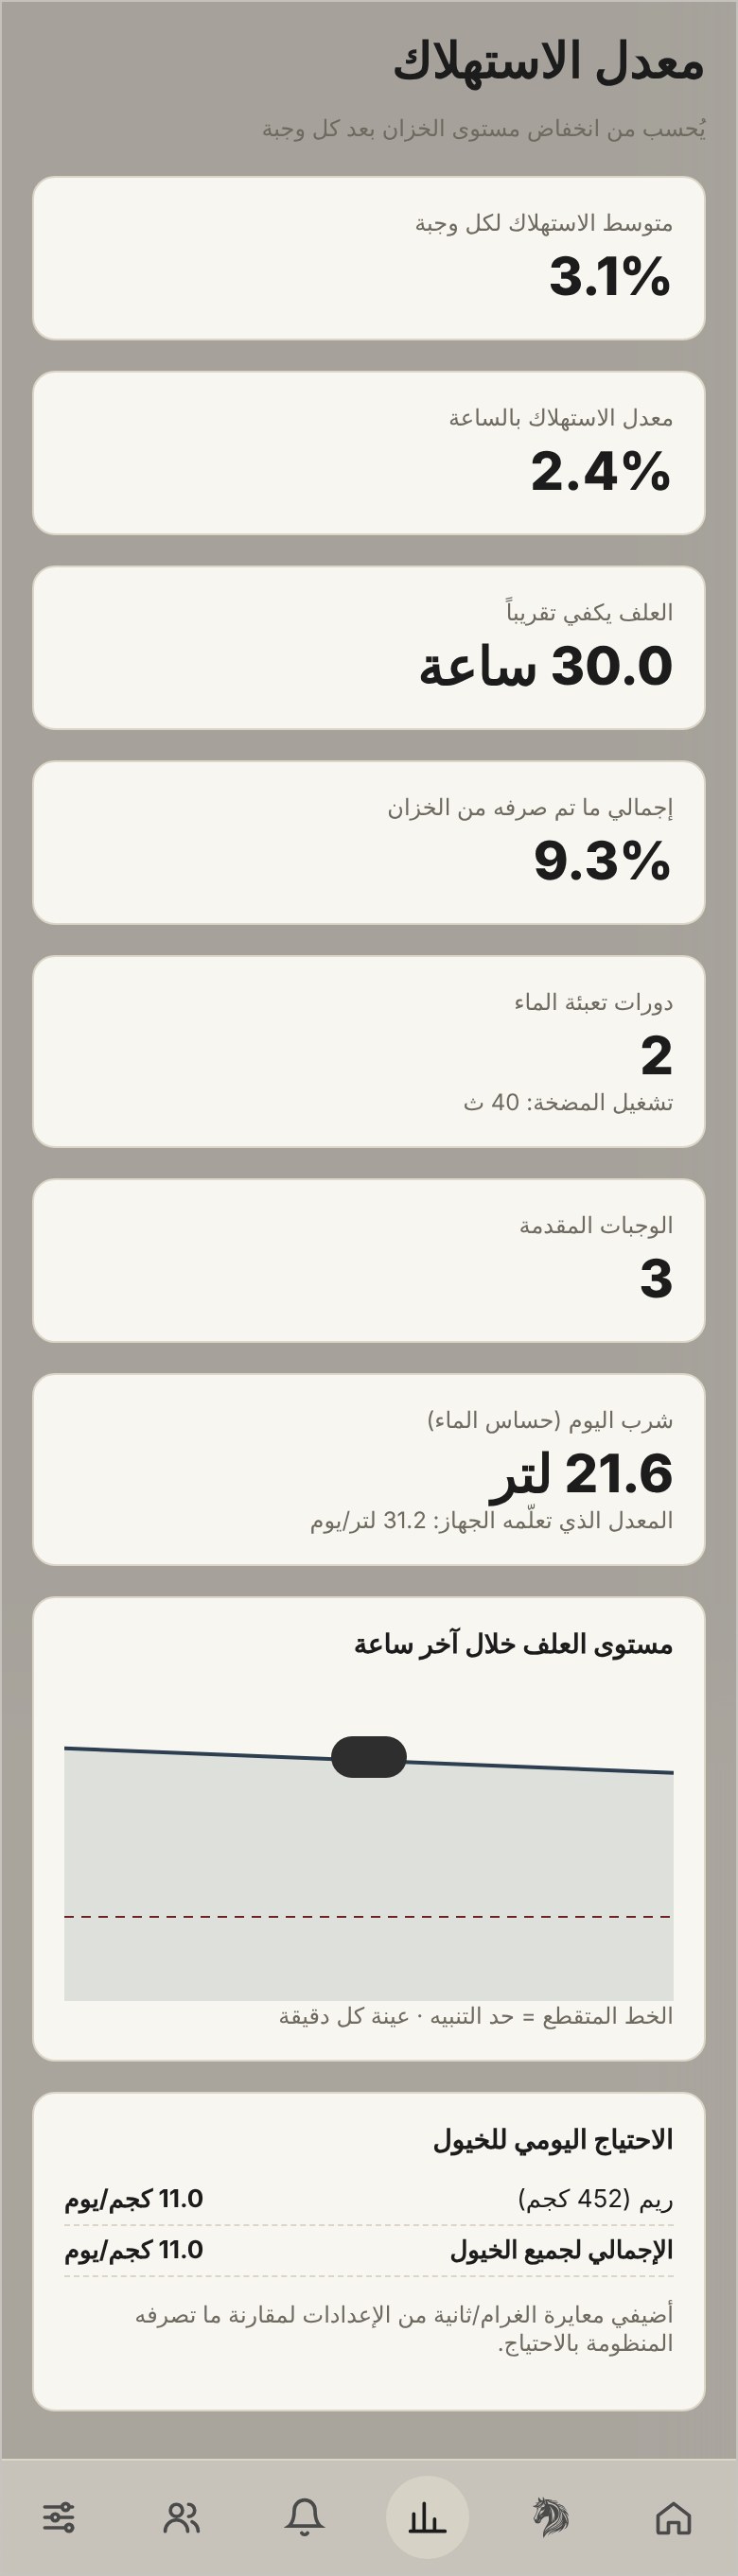 معدل الاستهلاك
يُحسب من انخفاض مستوى الخزان بعد كل وجبة
متوسط الاستهلاك لكل وجبة
3.1%
معدل الاستهلاك بالساعة
2.4%
العلف يكفي تقريباً
30.0 ساعة
إجمالي ما تم صرفه من الخزان
9.3%
دورات تعبئة الماء
2
تشغيل المضخة: 40 ث
الوجبات المقدمة
3
شرب اليوم (حساس الماء)
21.6 لتر
المعدل الذي تعلّمه الجهاز: 31.2 لتر/يوم
مستوى العلف خلال آخر ساعة
الخط المتقطع = حد التنبيه · عينة كل دقيقة
الاحتياج اليومي للخيول
ريم (452 كجم) 11.0 كجم/يوم
الإجمالي لجميع الخيول 11.0 كجم/يوم
أضيفي معايرة الغرام/ثانية من الإعدادات لمقارنة ما تصرفه
المنظومة بالاحتياج.